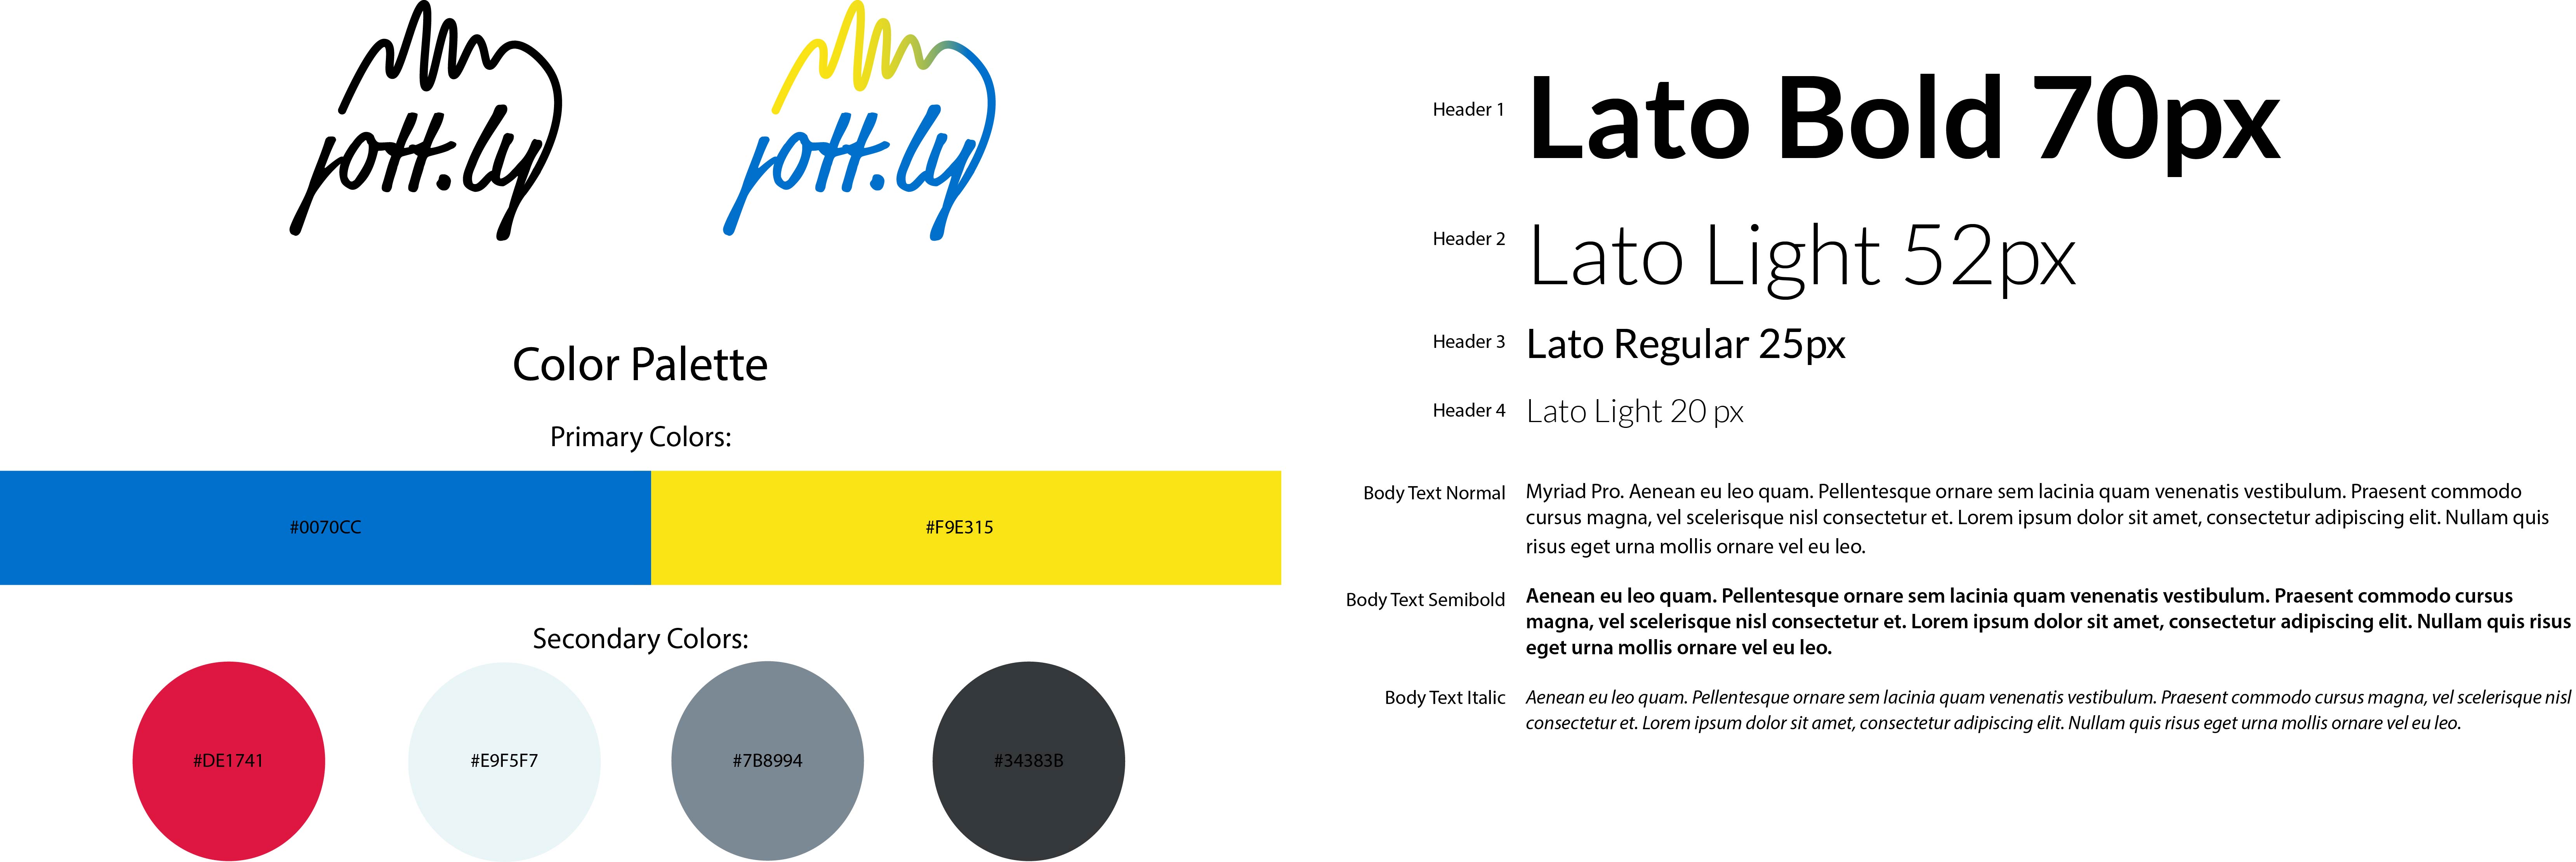 jott.ly
jott.ly
Color Palette
Primary Colors:
#0070CC
#F9E315
Secondary Colors:
#DE1741
#E9F5F7
#7B8994
#34383B
Header 1
Lato Bold 70px
Header 2
Lato Light 52px
Header 3
Lato Regular 25px
Header 4
Lato Light 20 px
Body Text Normal
Myriad Pro. Aenean eu leo quam. Pellentesque ornare sem lacinia quam venenatis vestibulum. Praesent commodo
cursus magna, vel scelerisque nisl consectetur et. Lorem ipsum dolor sit amet, consectetur adipiscing elit. Nullam quis
risus eget urna mollis ornare vel eu leo.
Body Text Semibold
Aenean eu leo quam. Pellentesque ornare sem lacinia quam venenatis vestibulum. Praesent commodo cursus
magna, vel scelerisque nisl consectetur et. Lorem ipsum dolor sit amet, consectetur adipiscing elit. Nullam quis risus
eget urna mollis ornare vel eu leo.
Body Text Italic
Aenean eu leo quam. Pellentesque ornare sem lacinia quam venenatis vestibulum. Praesent commodo cursus magna, vel scelerisque nisl
consectetur et. Lorem ipsum dolor sit amet, consectetur adipiscing elit. Nullam quis risus eget urna mollis ornare vel eu leo.